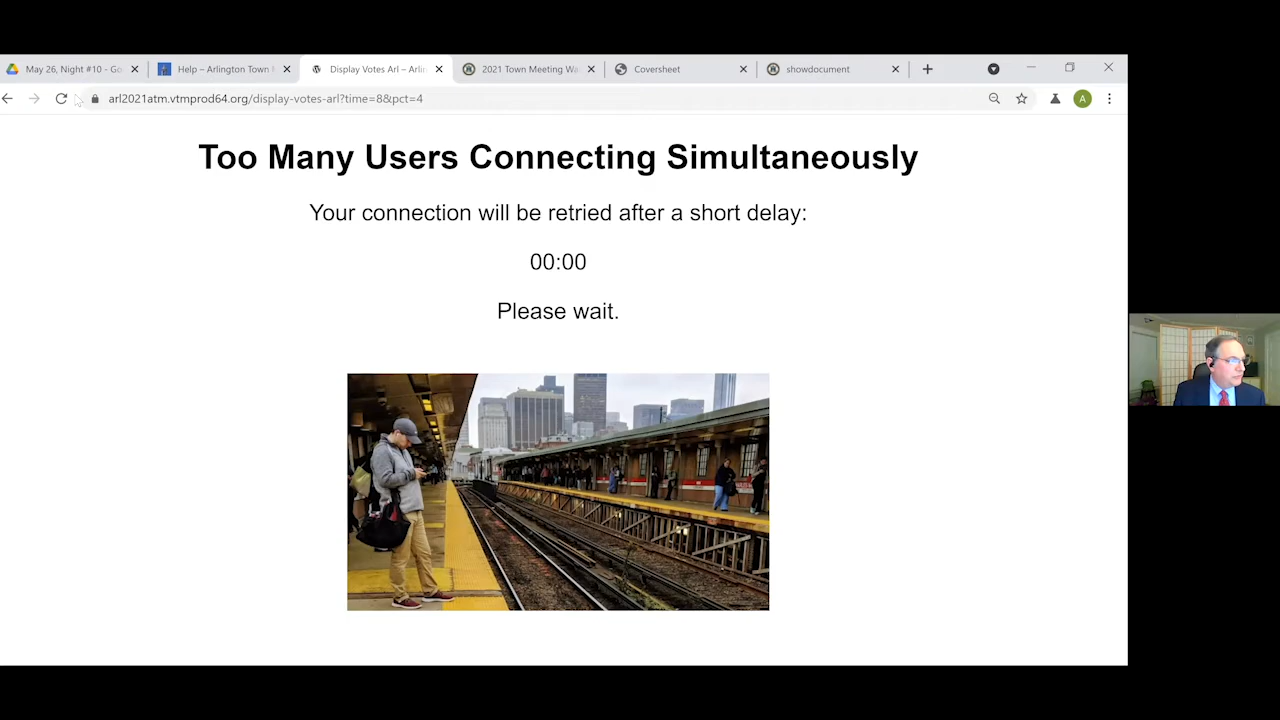 May 26, Night #10 - Go
Help – Arlington Town
Display Votes Arl – Arlin
2021 Town Meeting Wa
Coversheet
showdocument
arl2021atm.vtmprod64.org/display-votes-arl?time=8&pct=4
A
Too Many Users Connecting Simultaneously
Your connection will be retried after a short delay:
00:00
Please wait.